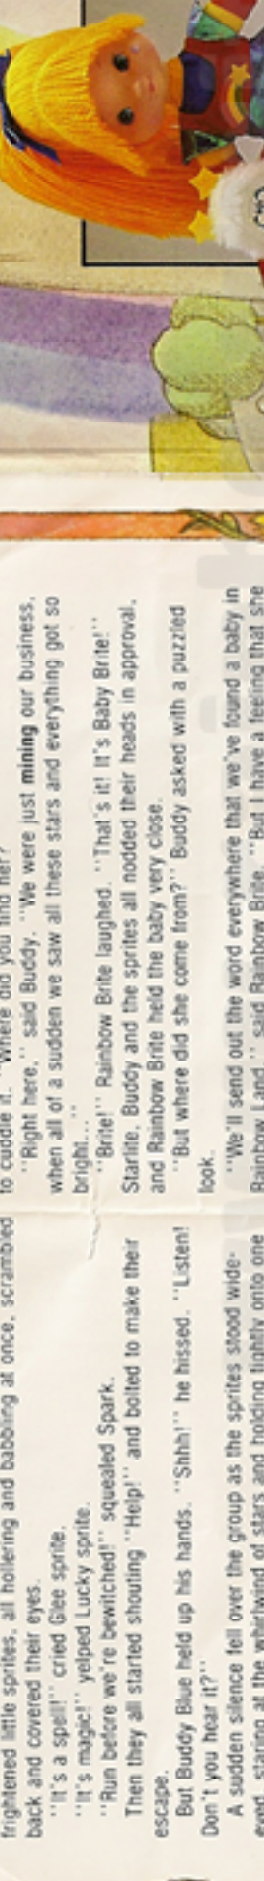 frightened little sprites, all hollering and babbling at once, scrambled
back and covered their eyes.
"It's a spell!" cried Glee sprite.
"It's magic!" yelped Lucky sprite.
"Run before we're bewitched!" squealed Spark.
Then they all started shouting "Help!" and bolted to make their
escape.
But Buddy Blue held up his hands. "Shhh!" he hissed. "Listen!
Don't you hear it?"
A sudden silence fell over the group as the sprites stood wide-
eyed, staring at the whirlwind of stars and holding tightly onto one
to cuddle it. "Where did you find her?"
"Right here," said Buddy. "We were just mining our business,
when all of a sudden we saw all these stars and everything got so
bright..."
"Brite!" Rainbow Brite laughed. "That's it! It's Baby Brite!"
Starlite, Buddy and the sprites all nodded their heads in approval,
and Rainbow Brite held the baby very close.
"But where did she come from?" Buddy asked with a puzzled
look.
"We'll send out the word everywhere that we've found a baby in
Rainbow Land," said Rainbow Brite. "But I have a feeling that she